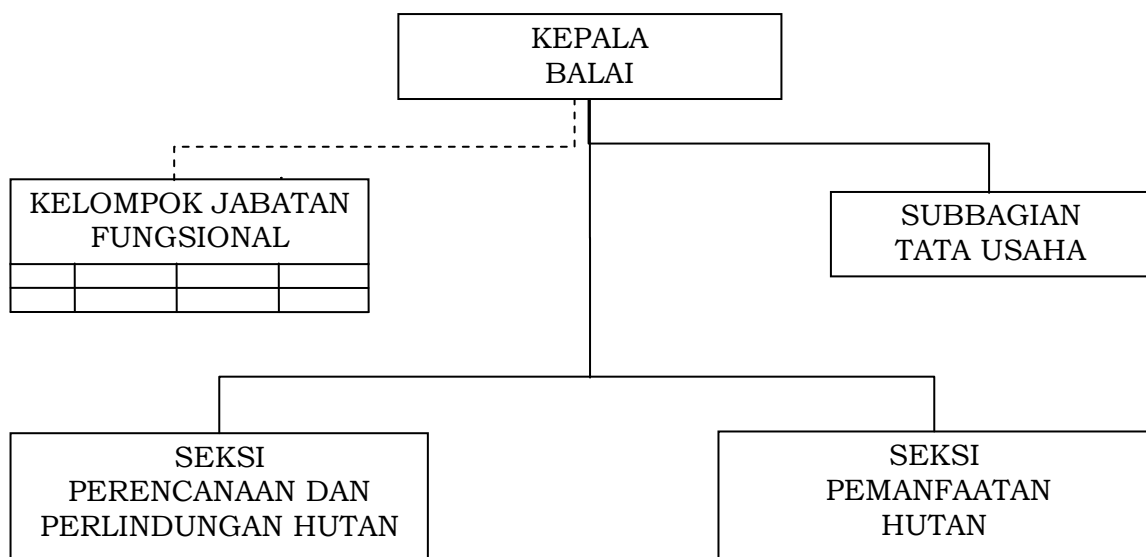 KEPALA
BALAI
KELOMPOK JABATAN
FUNGSIONAL
SUBBAGIAN
TATA USAHA
SEKSI
PERENCANAAN DAN
PERLINDUNGAN HUTAN
SEKSI
PEMANFAATAN
HUTAN